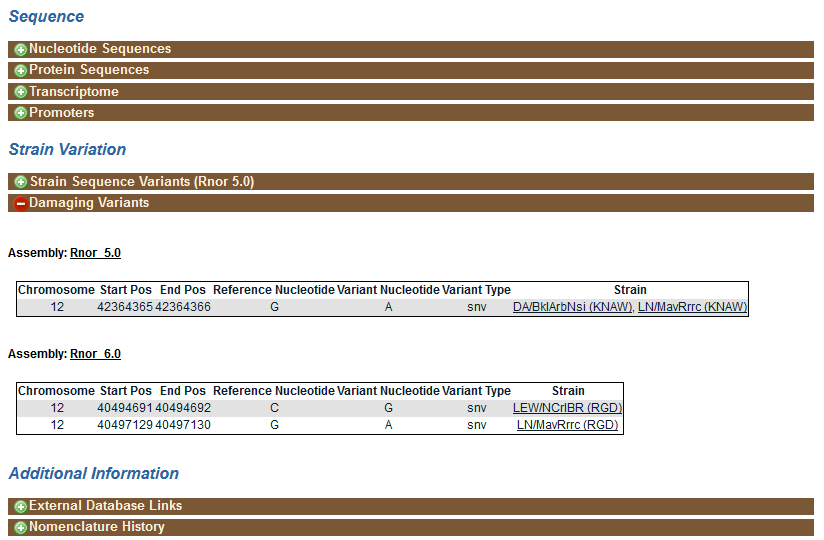 Sequence
Nucleotide Sequences
Protein Sequences
Transcriptome
Promoters
Strain Variation
Strain Sequence Variants (Rnor 5.0)
Damaging Variants
Assembly: Rnor_5.0
Chromosome Start Pos End Pos Reference Nucleotide Variant Nucleotide Variant Type Strain
12 42364365 42364366 G A snv DA/BklArbNsi (KNAW), LN/MavRrrc (KNAW)
Assembly: Rnor_6.0
Chromosome Start Pos End Pos Reference Nucleotide Variant Nucleotide Variant Type Strain
12 40494691 40494692 C G snv LEW/NCrlBR (RGD)
12 40497129 40497130 G A snv LN/MavRrrc (RGD)
Additional Information
External Database Links
Nomenclature History